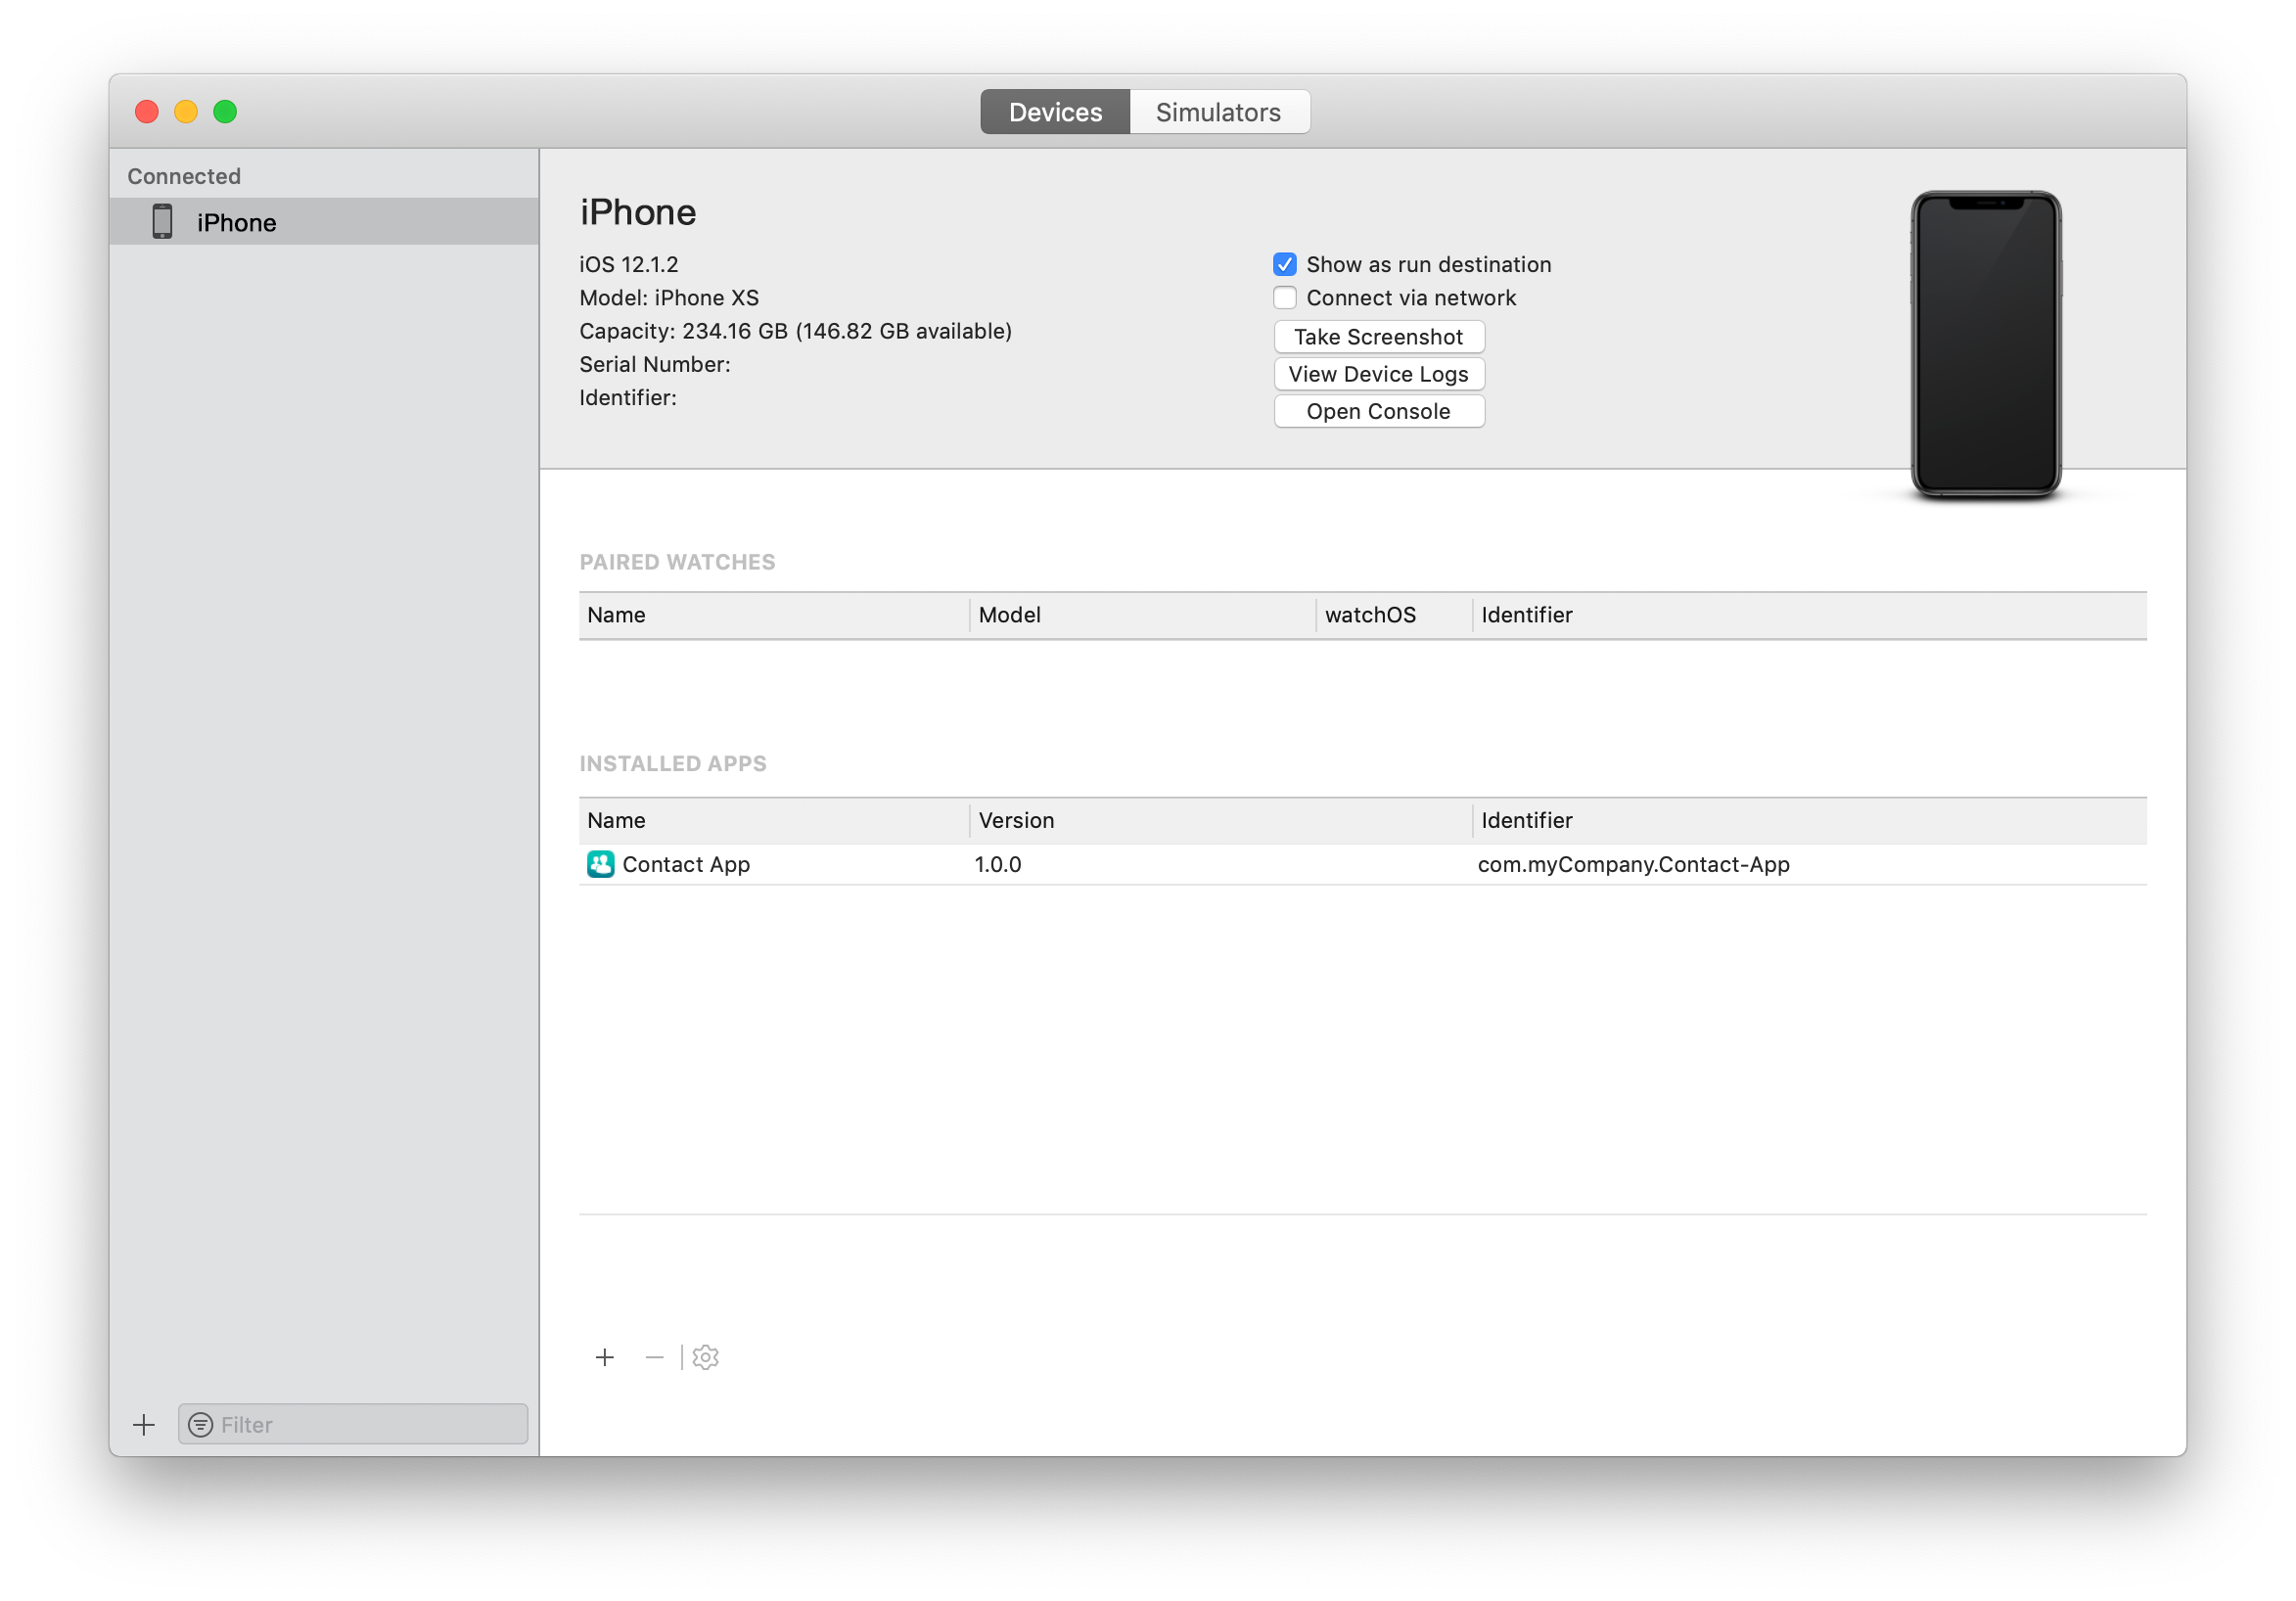 Devices Simulators
Connected
iPhone
iPhone
iOS 12.1.2
Model: iPhone XS
Capacity: 234.16 GB (146.82 GB available)
Serial Number:
Identifier:
Show as run destination
Connect via network
Take Screenshot
View Device Logs
Open Console
PAIRED WATCHES
Name Model watchOS Identifier
INSTALLED APPS
Name Version Identifier
Contact App 1.0.0 com.myCompany.Contact-App
Filter